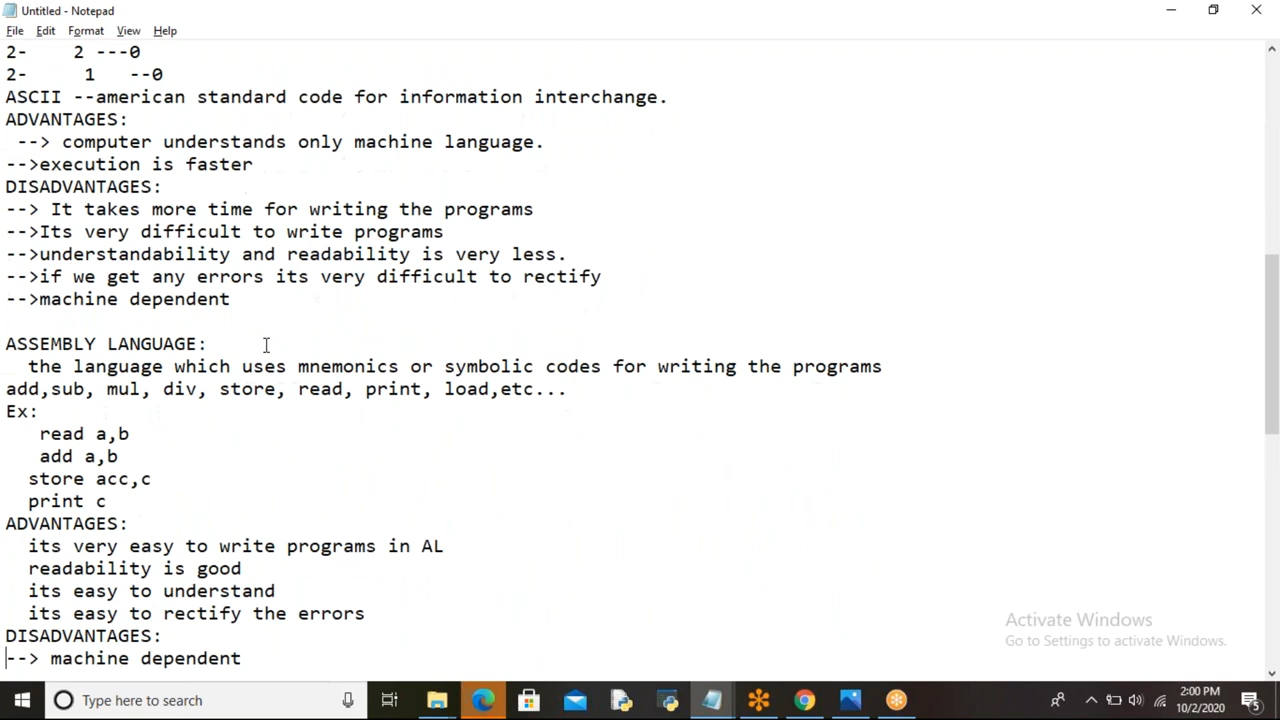 Untitled - Notepad
File Edit Format View Help
2- 2 ---0
2- 1 --0
ASCII --american standard code for information interchange.
ADVANTAGES:
--> computer understands only machine language.
-->execution is faster
DISADVANTAGES:
--> It takes more time for writing the programs
-->Its very difficult to write programs
-->understandability and readability is very less.
-->if we get any errors its very difficult to rectify
-->machine dependent
ASSEMBLY LANGUAGE:
the language which uses mnemonics or symbolic codes for writing the programs
add,sub, mul, div, store, read, print, load,etc...
Ex:
read a,b
add a,b
store acc,c
print c
ADVANTAGES:
its very easy to write programs in AL
readability is good
its easy to understand
its easy to rectify the errors
DISADVANTAGES:
--> machine dependent
Activate Windows
Go to Settings to activate Windows.
Type here to search
2:00 PM
10/2/2020
5